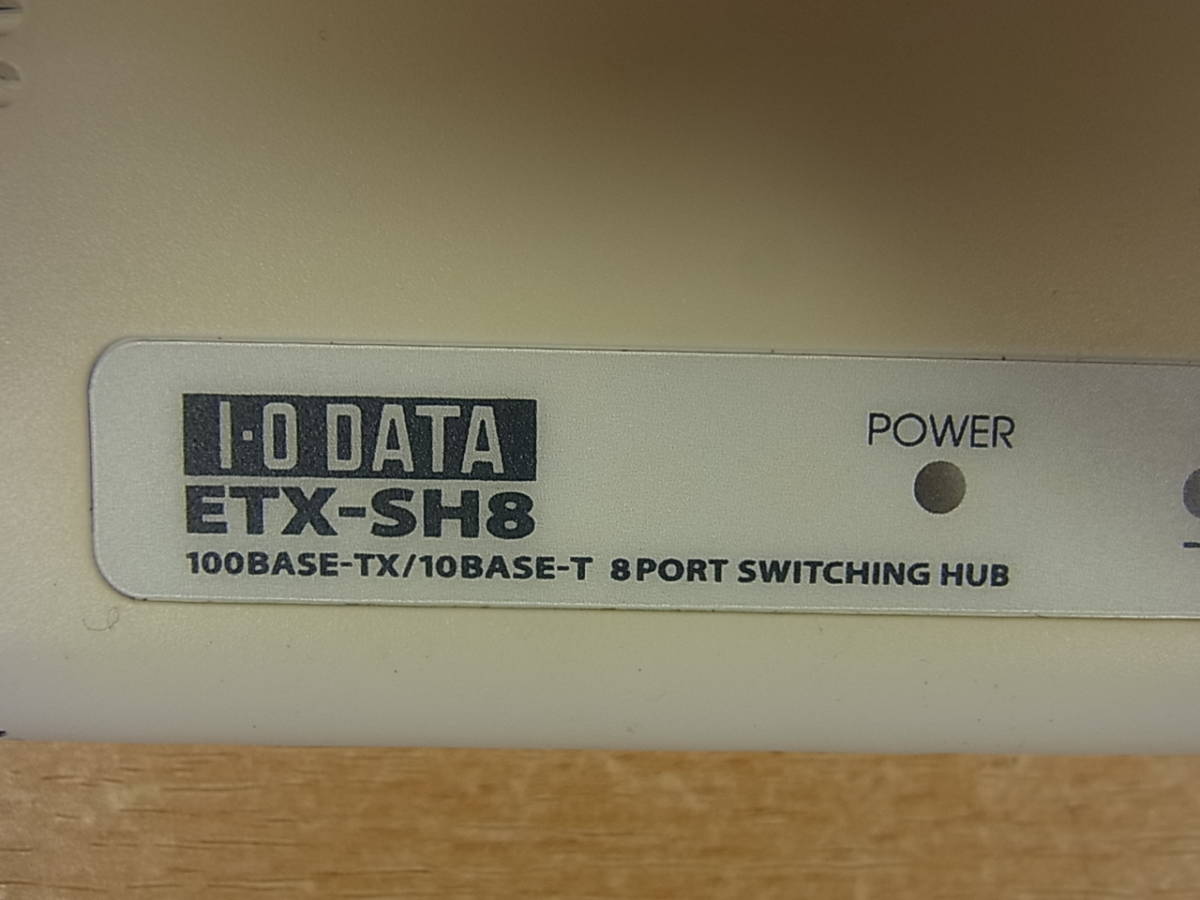 I·O DATA
ETX-SH8
100BASE-TX/10BASE-T 8PORT SWITCHING HUB
POWER